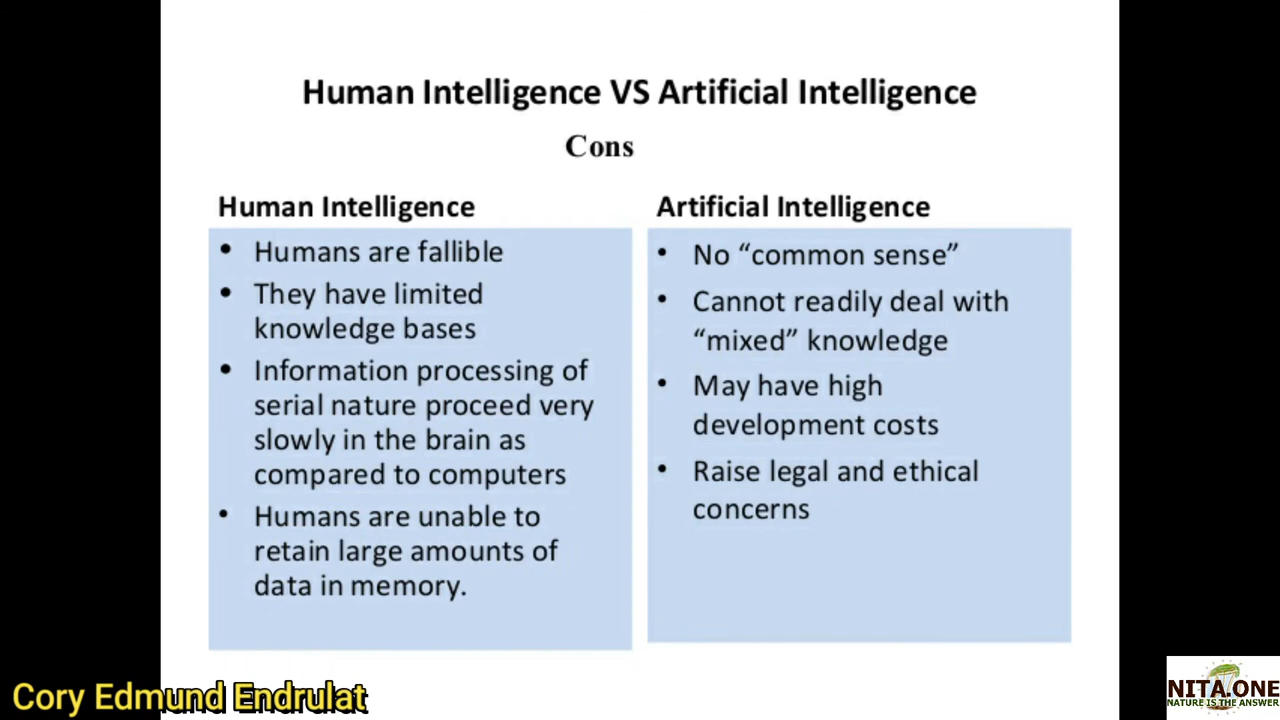 Human Intelligence VS Artificial Intelligence
Cons
Human Intelligence
• Humans are fallible
• They have limited
knowledge bases
• Information processing of
serial nature proceed very
slowly in the brain as
compared to computers
• Humans are unable to
retain large amounts of
data in memory.
Artificial Intelligence
• No “common sense”
• Cannot readily deal with
“mixed” knowledge
• May have high
development costs
• Raise legal and ethical
concerns
Cory Edmund Endrulat
NITA.ONE
NATURE IS THE ANSWER